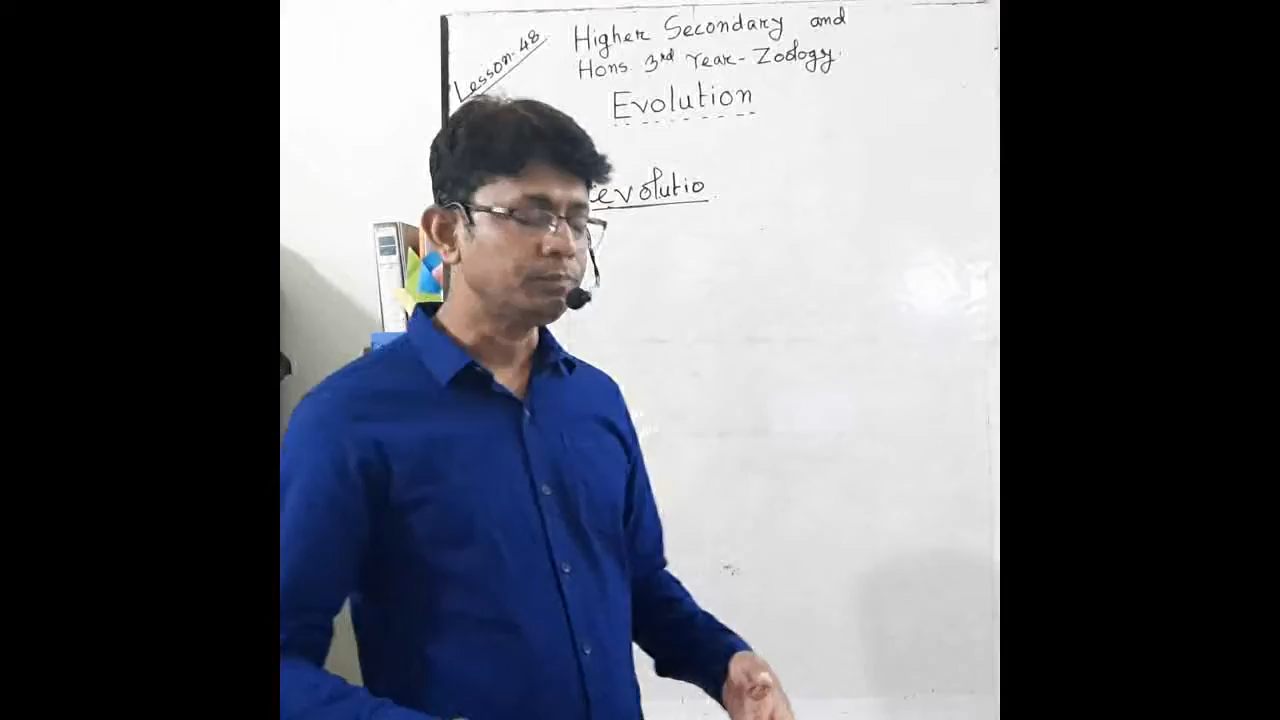 Lesson-48
Higher Secondary and
Hons. 3rd Year- Zoology.
Evolution
evolutio